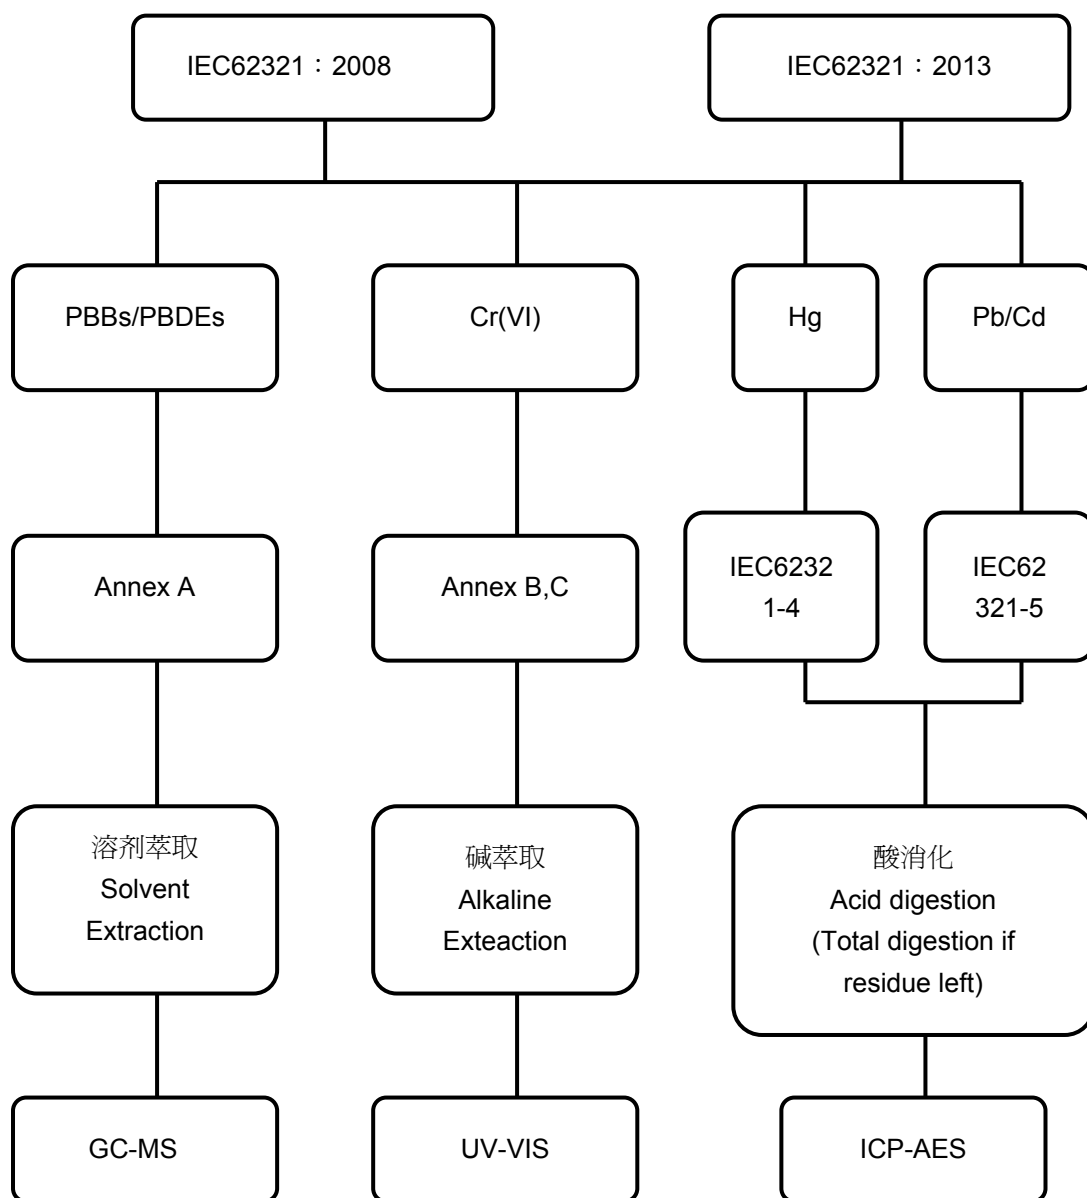 IEC62321：2008
IEC62321：2013
PBBs/PBDEs
Cr(VI)
Hg
Pb/Cd
Annex A
Annex B,C
IEC6232
1-4
IEC62
321-5
溶剂萃取
Solvent
Extraction
碱萃取
Alkaline
Exteaction
酸消化
Acid digestion
(Total digestion if
residue left)
GC-MS
UV-VIS
ICP-AES